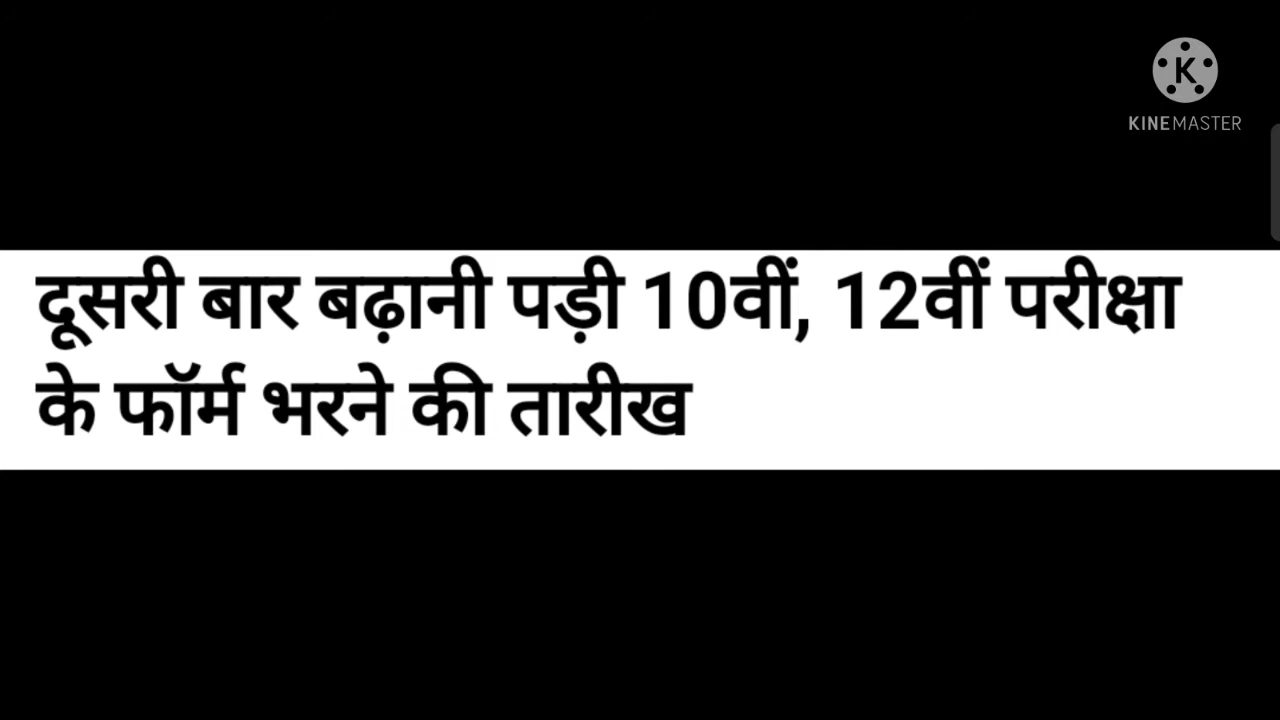 KINEMASTER
दूसरी बार बढ़ानी पड़ी 10वीं, 12वीं परीक्षा
के फॉर्म भरने की तारीख